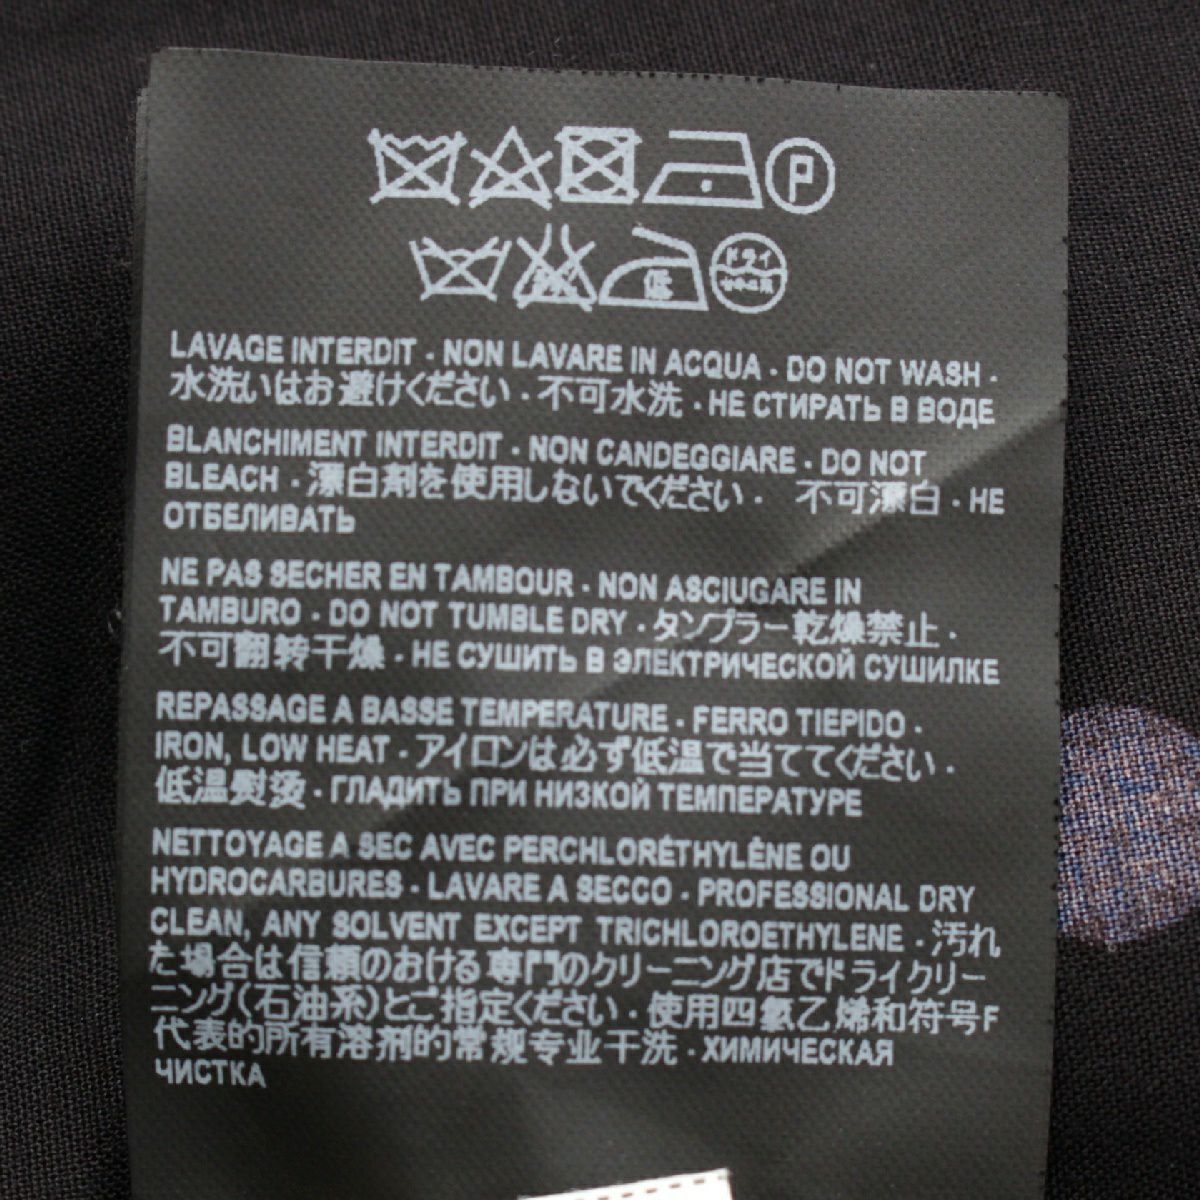 P
低
ドライ
LAVAGE INTERDIT · NON LAVARE IN ACQUA · DO NOT WASH ·
水洗いはお避けください · 不可水洗 · НЕ СТИРАТЬ В ВОДЕ
BLANCHIMENT INTERDIT · NON CANDEGGIARE · DO NOT
BLEACH · 漂白剤を使用しないでください · 不可漂白 · НЕ
ОТБЕЛИВАТЬ
NE PAS SECHER EN TAMBOUR · NON ASCIUGARE IN
TAMBURO · DO NOT TUMBLE DRY · タンブラー乾燥禁止 ·
不可翻转干燥 · НЕ СУШИТЬ В ЭЛЕКТРИЧЕСКОЙ СУШИЛКЕ
REPASSAGE A BASSE TEMPERATURE · FERRO TIEPIDO ·
IRON, LOW HEAT · アイロンは必ず低温で当ててください ·
低温熨烫 · ГЛАДИТЬ ПРИ НИЗКОЙ ТЕМПЕРАТУРЕ
NETTOYAGE A SEC AVEC PERCHLORÉTHYLÈNE OU
HYDROCARBURES · LAVARE A SECCO · PROFESSIONAL DRY
CLEAN, ANY SOLVENT EXCEPT TRICHLOROETHYLENE · 汚れ
た場合は信頼のおける専門のクリーニング店でドライクリー
ニング(石油系)とご指定ください · 使用四氯乙烯和符号F
代表的所有溶剂的常规专业干洗 · ХИМИЧЕСКАЯ
ЧИСТКА